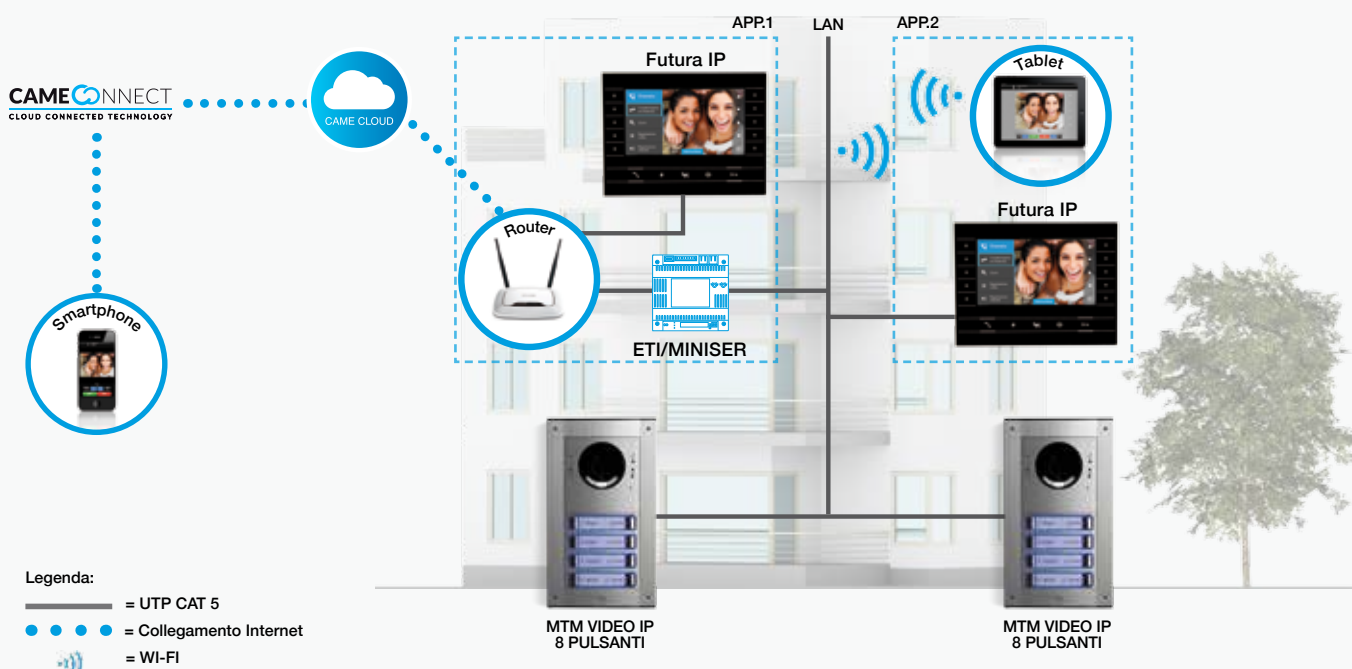 APP.1
LAN
APP.2
Futura IP
Tablet
CAMECONNECT
CLOUD CONNECTED TECHNOLOGY
CAME CLOUD
Router
Futura IP
Smartphone
ETI/MINISER
Legenda:
= UTP CAT 5
= Collegamento Internet
= WI-FI
MTM VIDEO IP
8 PULSANTI
MTM VIDEO IP
8 PULSANTI